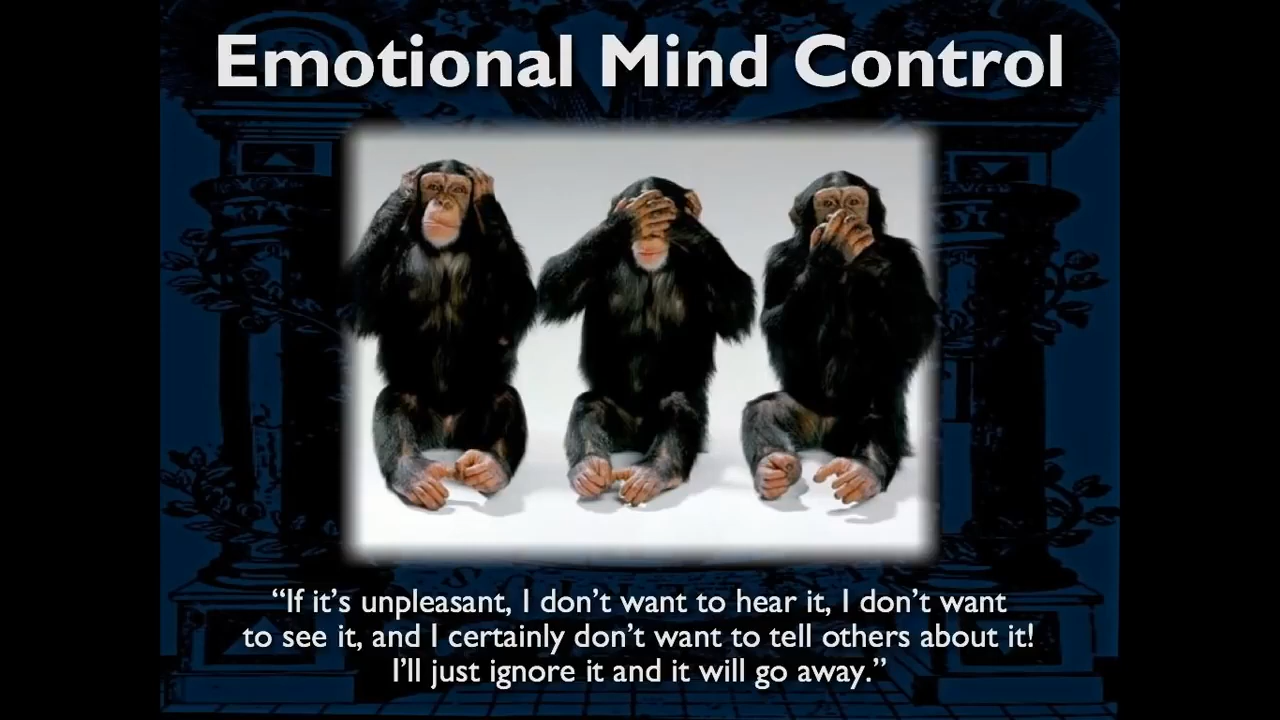 Emotional Mind Control
“If it’s unpleasant, I don’t want to hear it, I don’t want
to see it, and I certainly don’t want to tell others about it!
I’ll just ignore it and it will go away.”